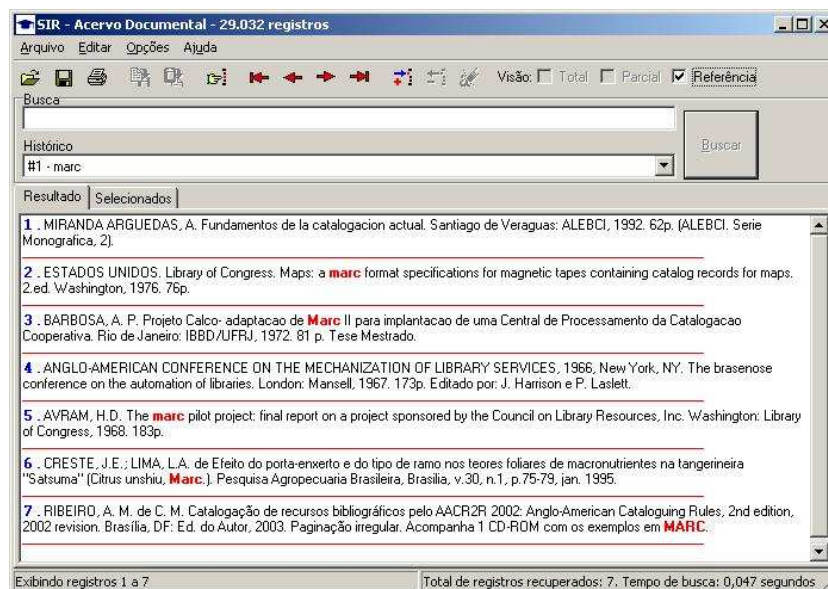 SIR - Acervo Documental - 29.032 registros
Arquivo Editar Opções Ajuda
Visão: Total Parcial Referência
Busca
Buscar
Histórico
#1 - marc
Resultado Selecionados
1 . MIRANDA ARGUEDAS, A. Fundamentos de la catalogacion actual. Santiago de Veraguas: ALEBCI, 1992. 62p. (ALEBCI. Serie
Monografica, 2).
2 . ESTADOS UNIDOS. Library of Congress. Maps: a marc format specifications for magnetic tapes containing catalog records for maps.
2.ed. Washington, 1976. 76p.
3 . BARBOSA, A. P. Projeto Calco- adaptacao de Marc II para implantacao de uma Central de Processamento da Catalogacao
Cooperativa. Rio de Janeiro: IBBD/UFRJ, 1972. 81 p. Tese Mestrado.
4 . ANGLO-AMERICAN CONFERENCE ON THE MECHANIZATION OF LIBRARY SERVICES, 1966, New York, NY. The brasenose
conference on the automation of libraries. London: Mansell, 1967. 173p. Editado por: J. Harrison e P. Laslett.
5 . AVRAM, H.D. The marc pilot project: final report on a project sponsored by the Council on Library Resources, Inc. Washington: Library
of Congress, 1968. 183p.
6 . CRESTE, J.E.; LIMA, L.A. de Efeito do porta-enxerto e do tipo de ramo nos teores foliares de macronutrientes na tangerineira
"Satsuma" (Citrus unshiu, Marc.). Pesquisa Agropecuaria Brasileira, Brasilia, v.30, n.1, p.75-79, jan. 1995.
7 . RIBEIRO, A. M. de C. M. Catalogação de recursos bibliográficos pelo AACR2R 2002: Anglo-American Cataloguing Rules, 2nd edition,
2002 revision. Brasília, DF: Ed. do Autor, 2003. Paginação irregular. Acompanha 1 CD-ROM com os exemplos em MARC.
Exibindo registros 1 a 7
Total de registros recuperados: 7. Tempo de busca: 0,047 segundos